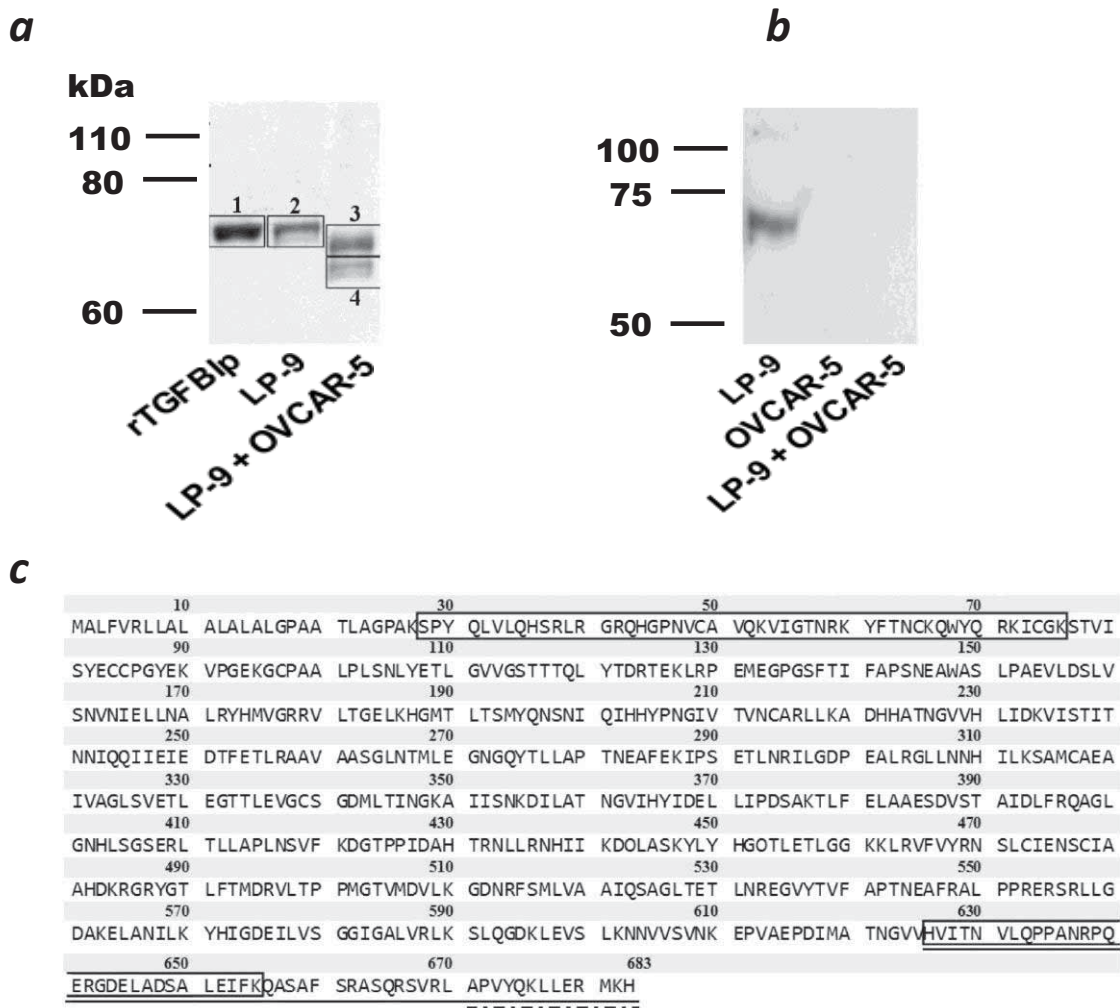 a
b
kDa
110
80
60
1
2
3
4
rTGFBIp
LP-9
LP-9 + OVCAR-5
100
75
50
LP-9
OVCAR-5
LP-9 + OVCAR-5
c
10 30 50 70
MALFVRLLAL ALALALGPAA TLAGPAKSPY QLVLQHSRLR GRQHGPNVCA VQKVIGTNRK YFTNCKQWYQ RKICGKSTVI
90 110 130 150
SYECCPGYEK VPGEKGCPAA LPLSNLYETL GVVGSTTTQL YTDRTEKLRP EMEGPGSFTI FAPSNEAWAS LPAEVLDSLV
170 190 210 230
SNVNIELLNA LRYHMVGRRV LTGELKHGMT LTSMYQNSNI QIHHYPNGIV TVNCARLLKA DHHATNGVVH LIDKVISTIT
250 270 290 310
NNIQQIIEIE DTFETLRAAV AASGLNTMLE GNGQYTLLAP TNEAFEKIPS ETLNRILGDP EALRGLLNNH ILKSAMCAEA
330 350 370 390
IVAGLSVETL EGTTLEVGCS GDMLTINGKA IISNKDILAT NGVIHYIDEL LIPDSAKTLF ELAAESDVST AIDLFRQAGL
410 430 450 470
GNHLSGSERL TLLAPLNSVF KDGTPPIDAH TRNLLRNHII KDOLASKYLY HGOTLETLGG KKLRVFVYRN SLCIENSCIA
490 510 530 550
AHDKRGRYGT LFTMDRVLTP PMGTVMDVLK GDNRFSMLVA AIQSAGLTET LNREGVYTVF APTNEAFRAL PPRERSRLLG
570 590 610 630
DAKELANILK YHIGDEILVS GGIGALVRLK SLQGDKLEVS LKNNVVSVNK EPVAEPDIMA TNGVVHVITN VLQPPANRPQ
650 670 683
ERGDELADSA LEIFKQASAF SRASQRSVRL APVYQKLLER MKH